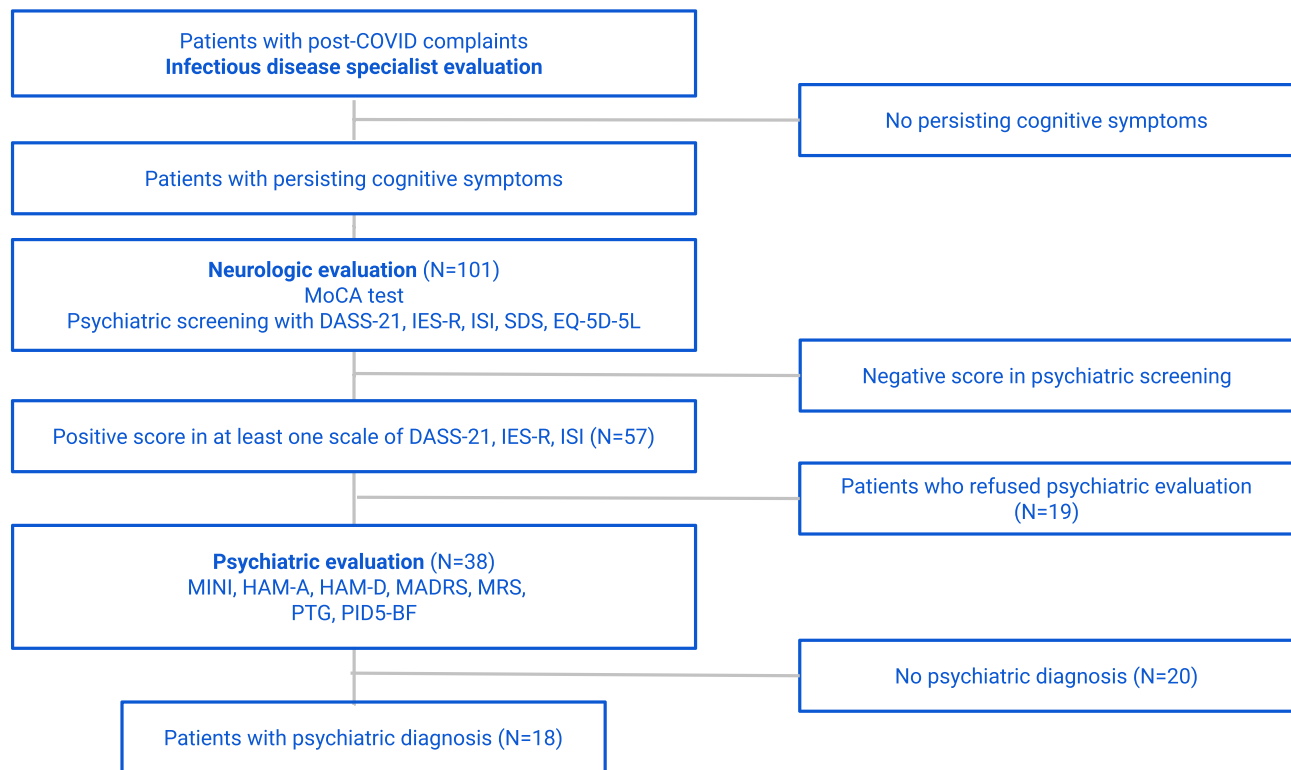 Patients with post-COVID complaints
Infectious disease specialist evaluation
No persisting cognitive symptoms
Patients with persisting cognitive symptoms
Neurologic evaluation (N=101)
MoCA test
Psychiatric screening with DASS-21, IES-R, ISI, SDS, EQ-5D-5L
Negative score in psychiatric screening
Positive score in at least one scale of DASS-21, IES-R, ISI (N=57)
Patients who refused psychiatric evaluation
(N=19)
Psychiatric evaluation (N=38)
MINI, HAM-A, HAM-D, MADRS, MRS,
PTG, PID5-BF
No psychiatric diagnosis (N=20)
Patients with psychiatric diagnosis (N=18)